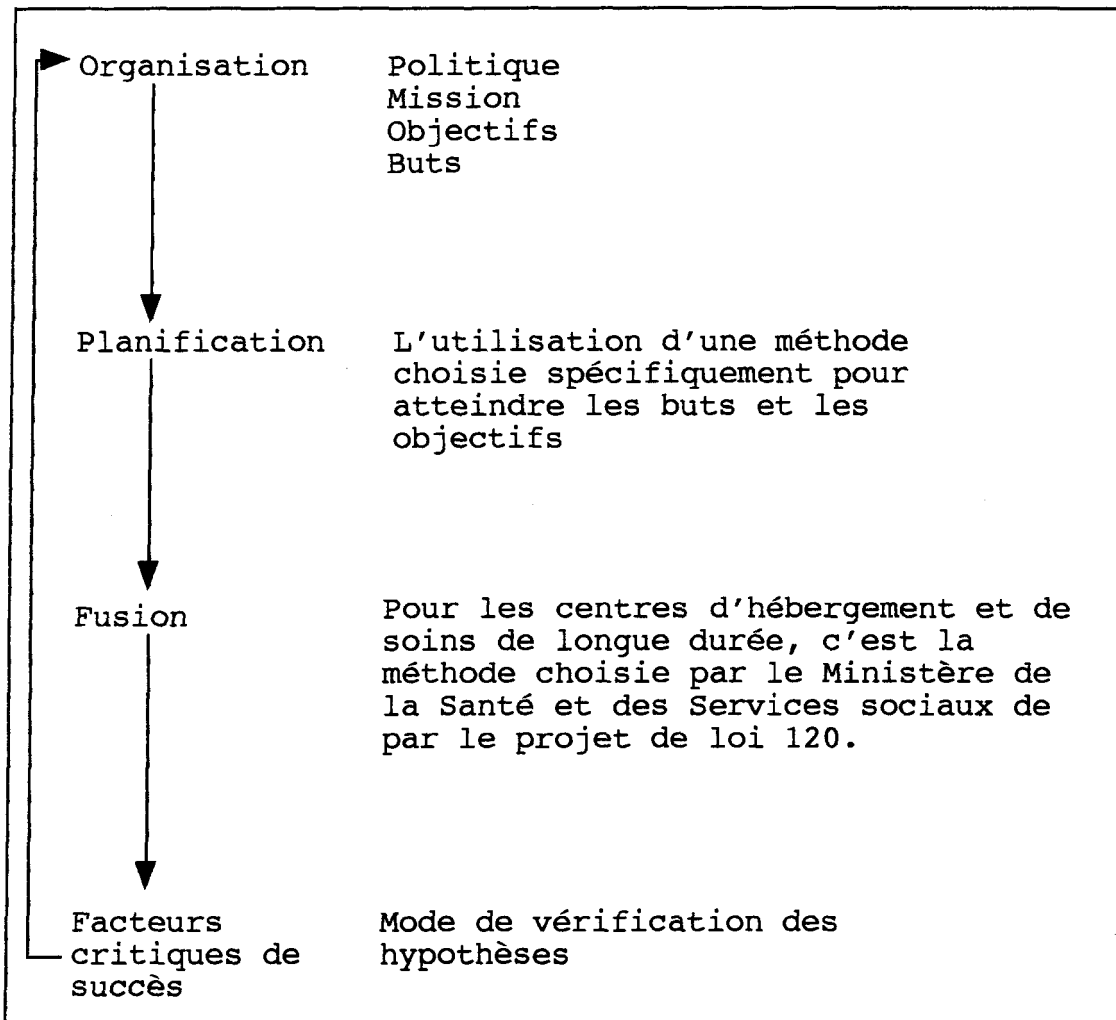 Organisation Politique
Mission
Objectifs
Buts
Planification L'utilisation d'une méthode
choisie spécifiquement pour
atteindre les buts et les
objectifs
Fusion Pour les centres d'hébergement et de
soins de longue durée, c'est la
méthode choisie par le Ministère de
la Santé et des Services sociaux de
par le projet de loi 120.
Facteurs Mode de vérification des
critiques de hypothèses
succès